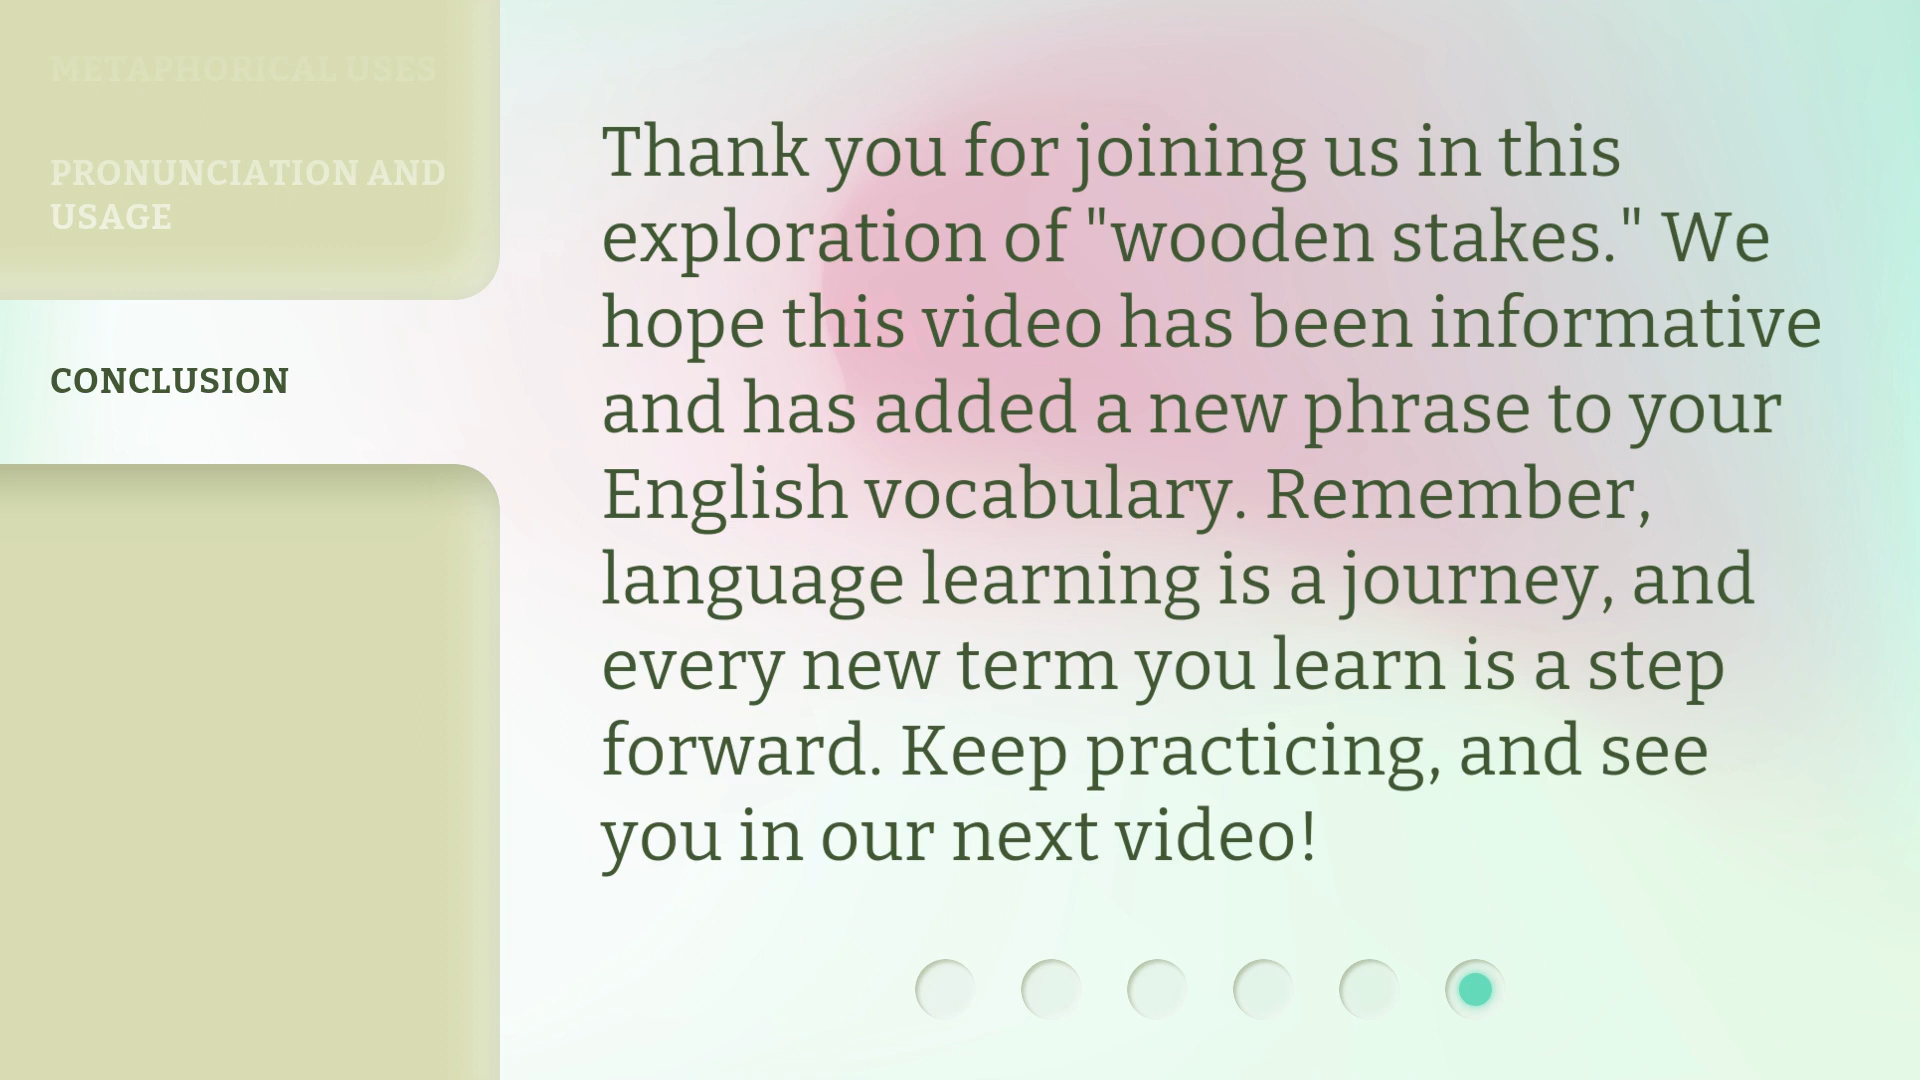 METAPHORICAL USES
PRONUNCIATION AND
USAGE
CONCLUSION
Thank you for joining us in this
exploration of "wooden stakes." We
hope this video has been informative
and has added a new phrase to your
English vocabulary. Remember,
language learning is a journey, and
every new term you learn is a step
forward. Keep practicing, and see
you in our next video!